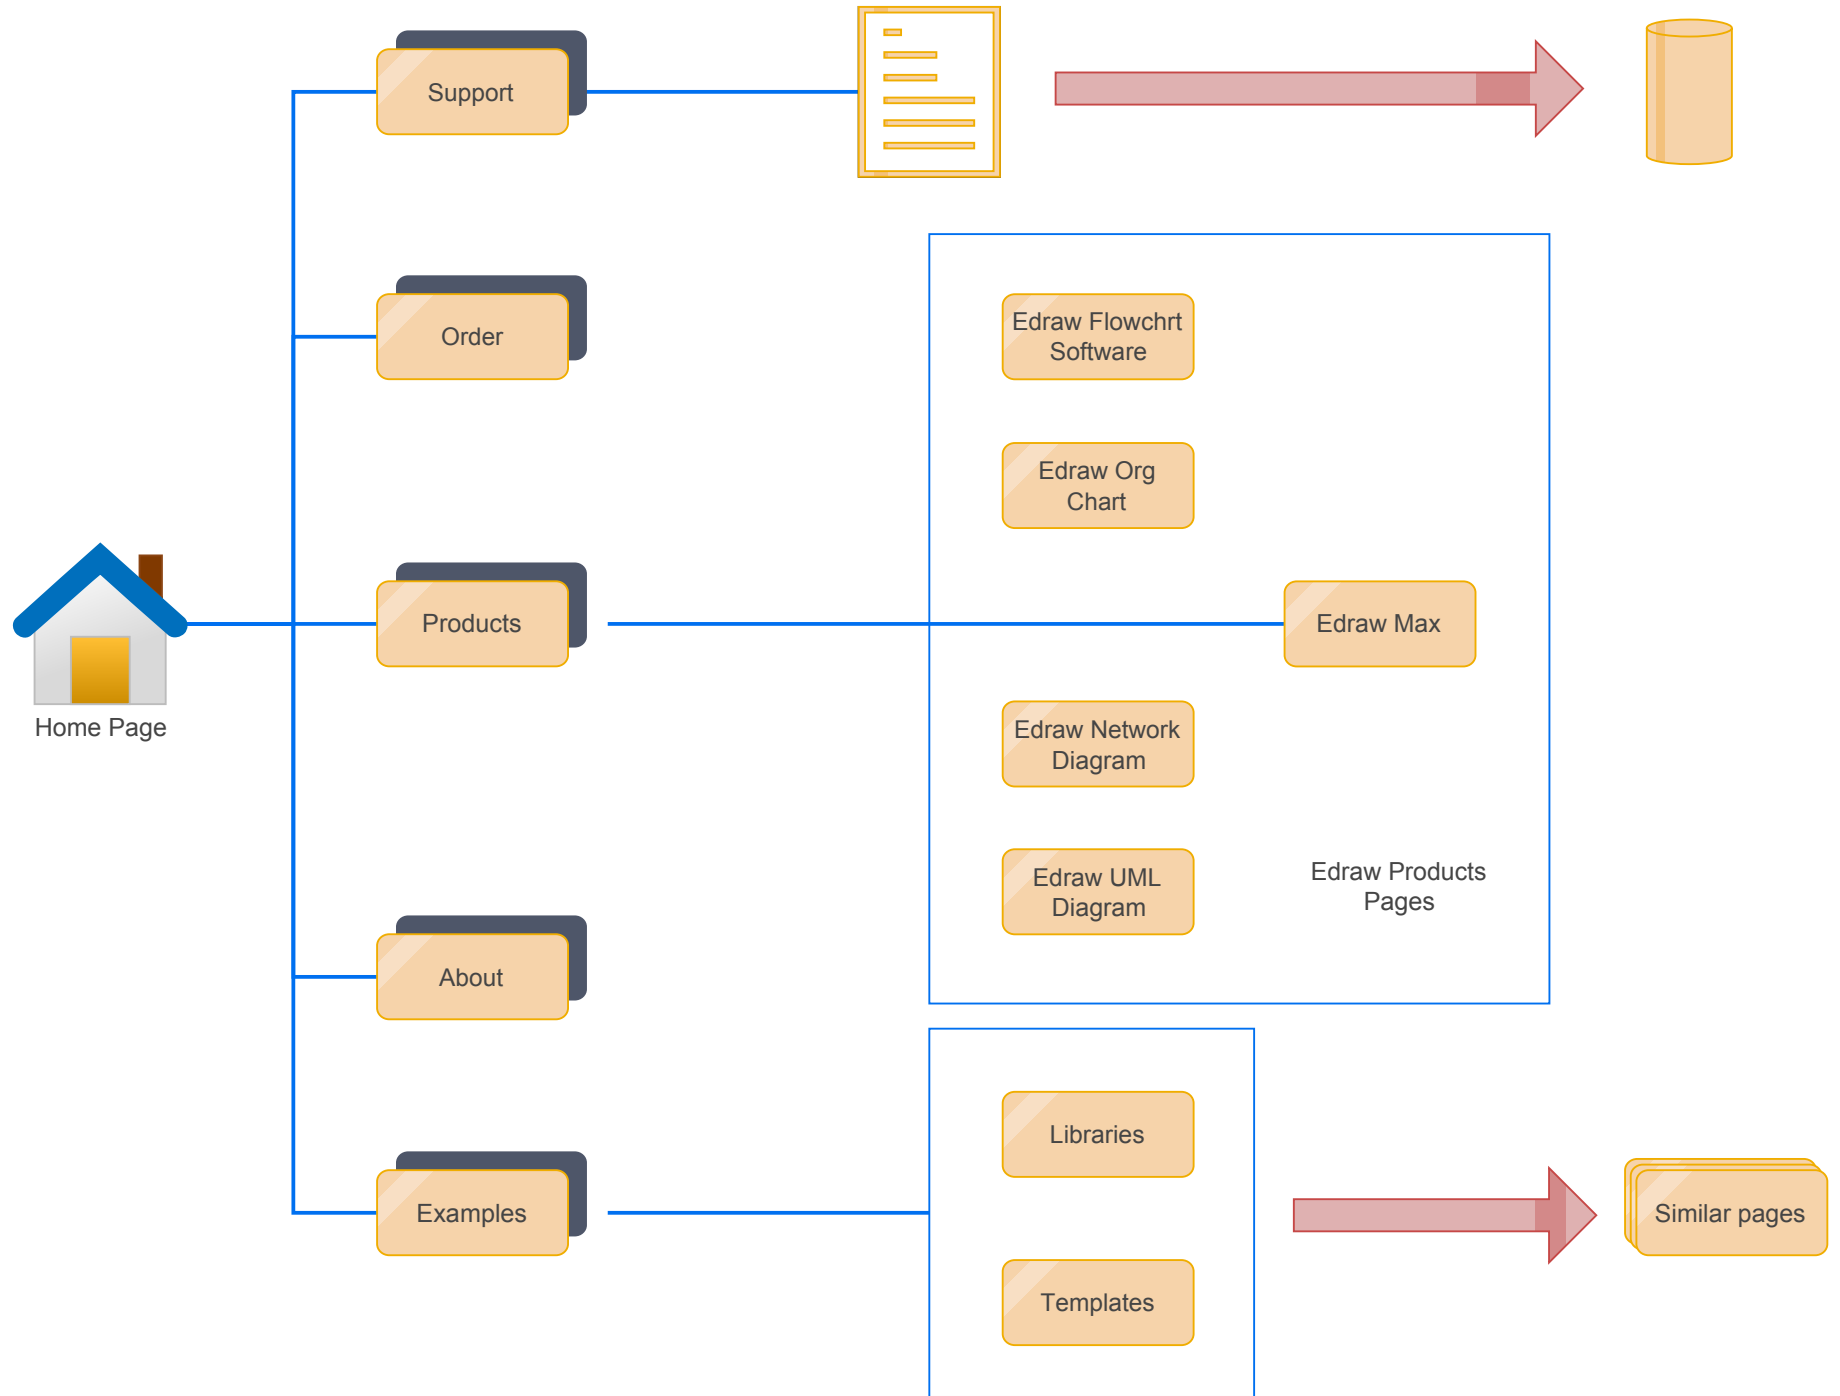 Support
Order
Edraw Flowchrt
Software
Edraw Org
Chart
Products
Edraw Max
Home Page
Edraw Network
Diagram
Edraw UML
Diagram
Edraw Products
Pages
About
Libraries
Examples
Similar pages
Templates